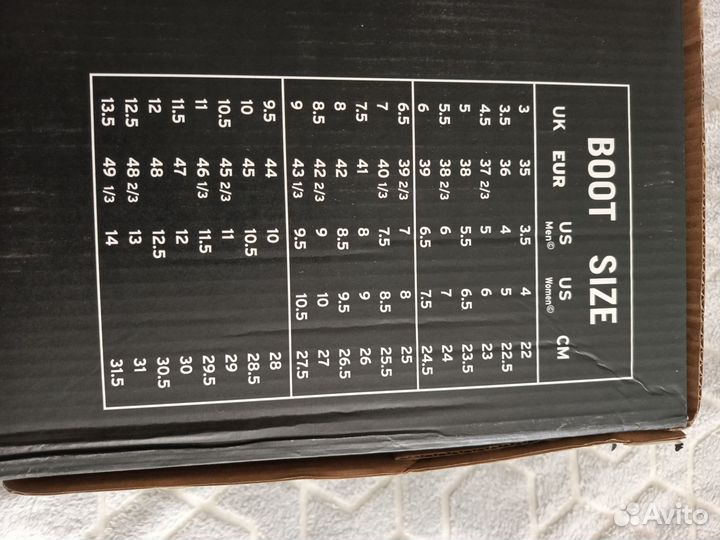 BOOT SIZE
UK EUR US Men© US Women© CM
3 35 3.5 4 22
3.5 36 4 5 22.5
4.5 37 2/3 5 6 23
5 38 5.5 6.5 23.5
5.5 38 2/3 6 7 24
6 39 6.5 7.5 24.5
6.5 39 2/3 7 8 25
7 40 1/3 7.5 8.5 25.5
7.5 41 8 9 26
8 42 8.5 9.5 26.5
8.5 42 2/3 9 10 27
9 43 1/3 9.5 10.5 27.5
9.5 44 10 28
10 45 10.5 28.5
10.5 45 2/3 11 29
11 46 1/3 11.5 29.5
11.5 47 12 30
12 48 12.5 30.5
12.5 48 2/3 13 31
13.5 49 1/3 14 31.5
Avito